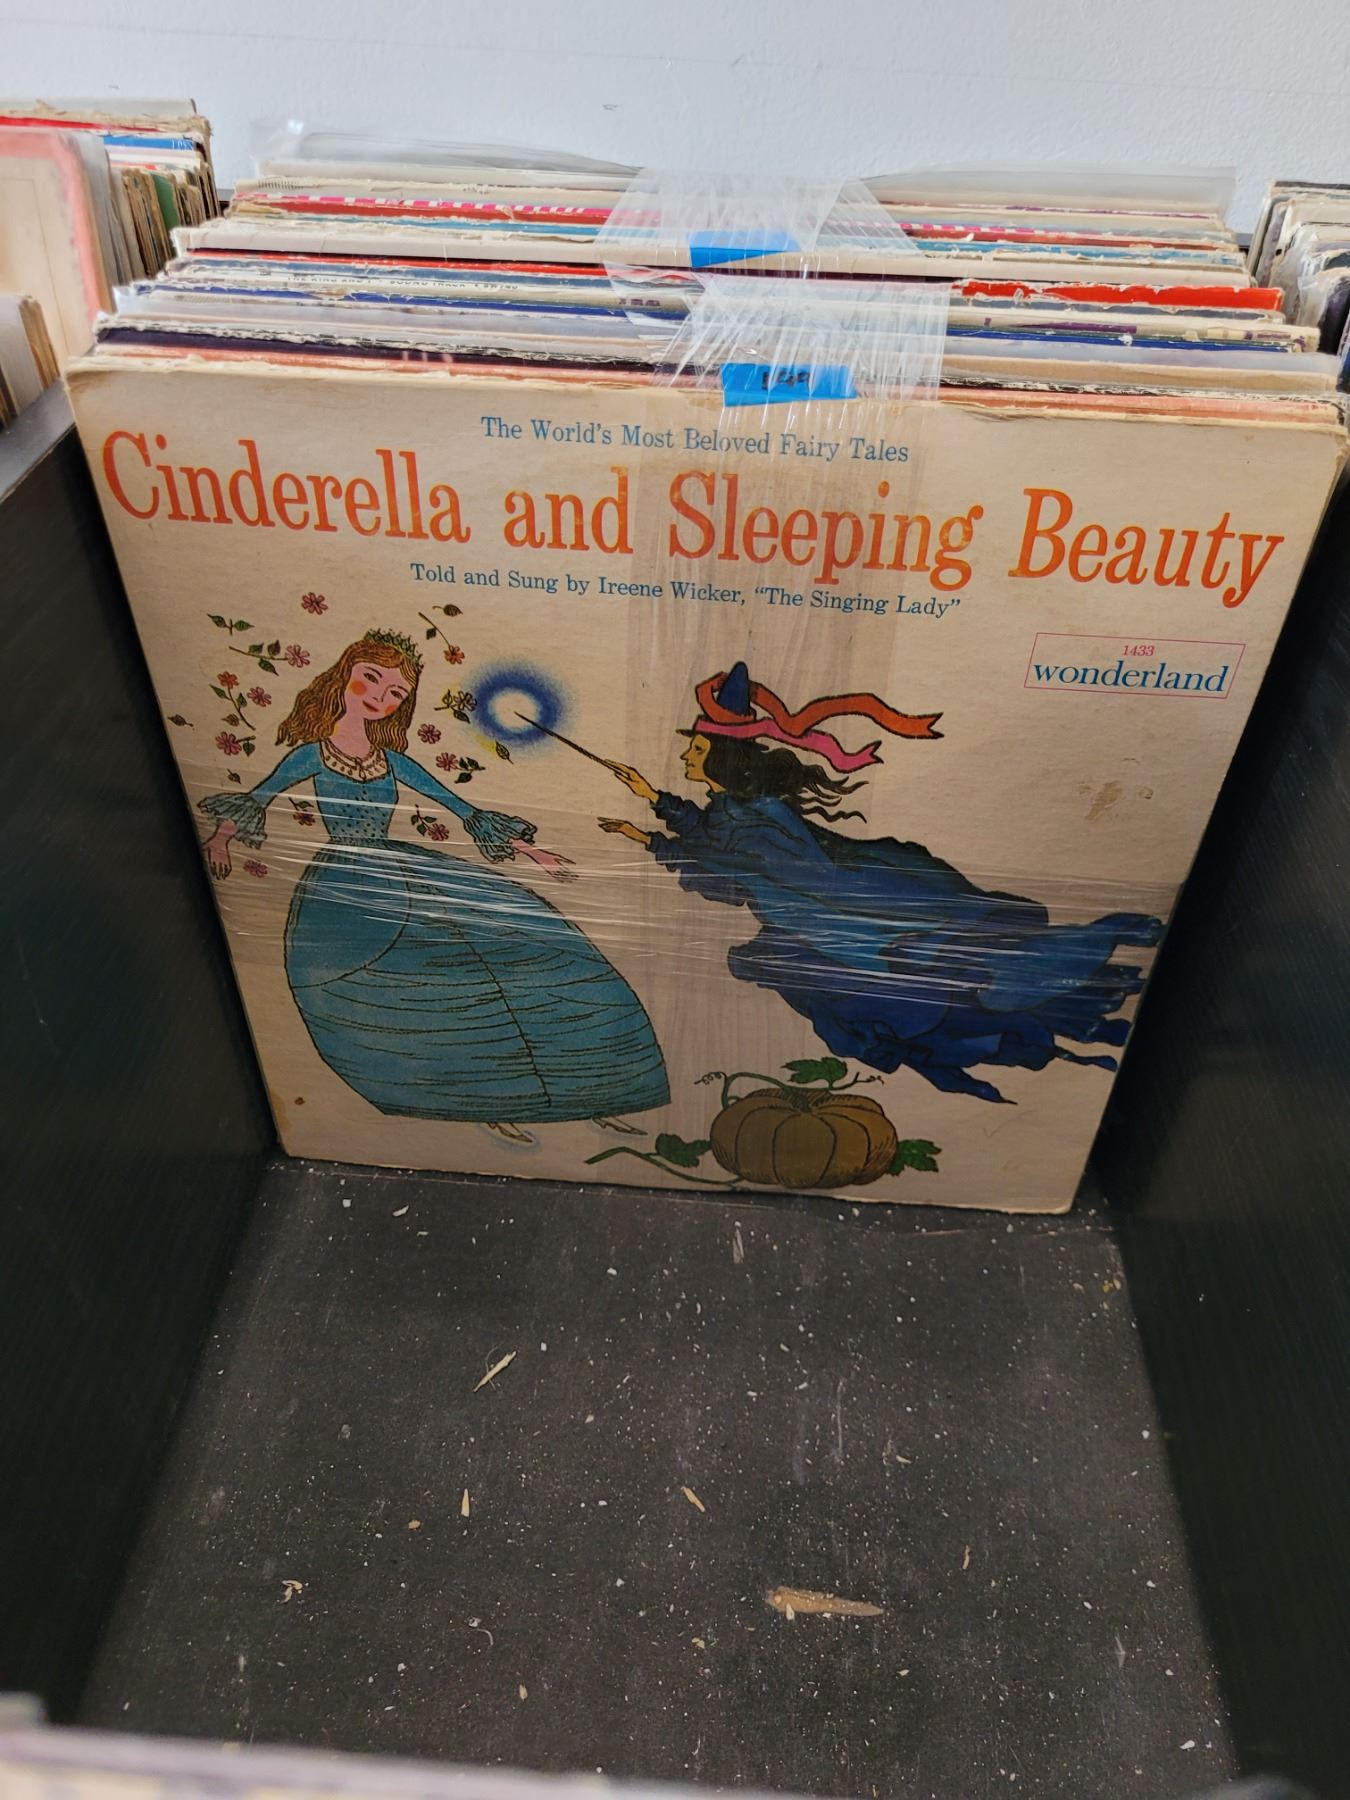 The World's Most Beloved Fairy Tales
Cinderella and Sleeping Beauty
Told and Sung by Ireene Wicker, "The Singing Lady"
1433
wonderland